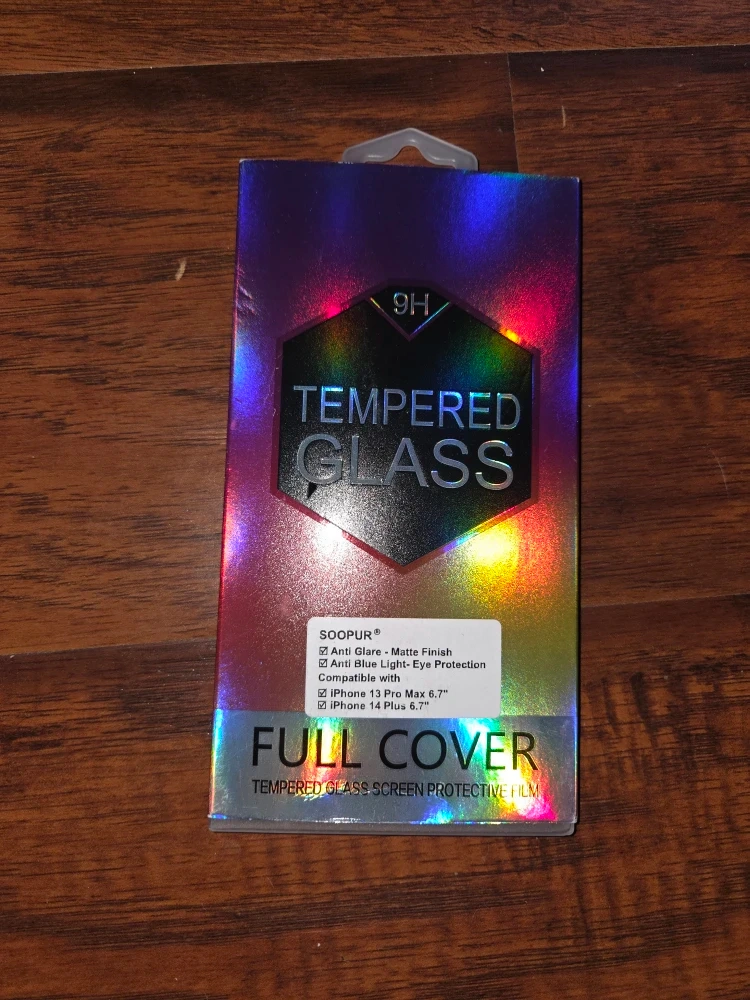 9H
TEMPERED
GLASS
SOOPUR®
☑ Anti Glare - Matte Finish
☑ Anti Blue Light- Eye Protection
Compatible with
☑ iPhone 13 Pro Max 6.7"
☑ iPhone 14 Plus 6.7"
FULL COVER
TEMPERED GLASS SCREEN PROTECTIVE FILM